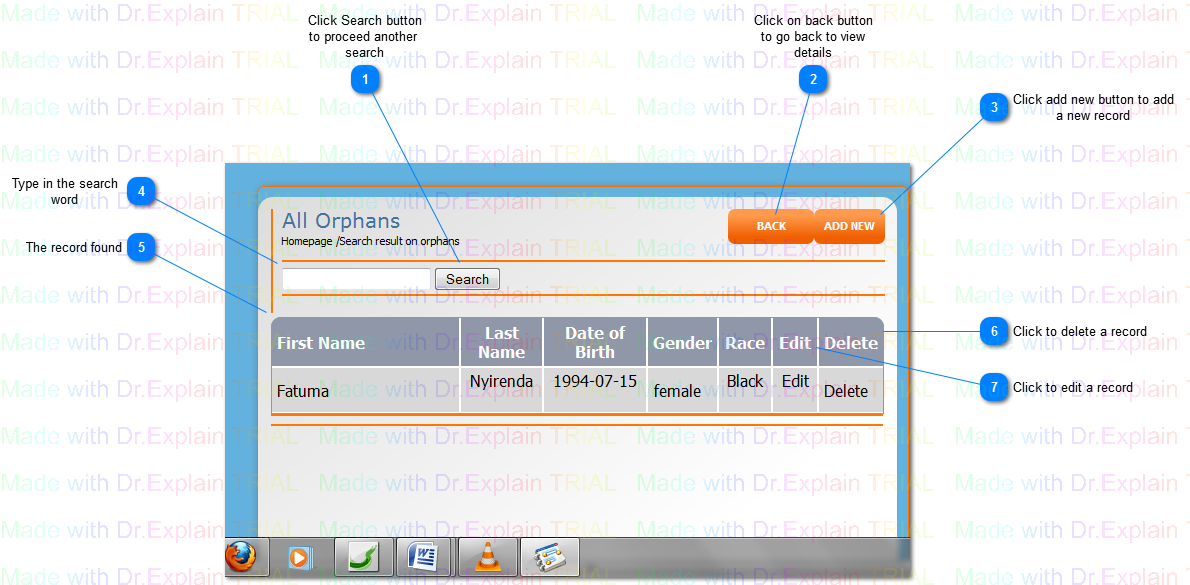 Made with Dr.Explain TRIAL
Click Search button
to proceed another
search
1
Click on back button
to go back to view
details
2
3
Click add new button to add
a new record
Type in the search
word
4
The record found
5
All Orphans
Homepage /Search result on orphans
BACK
ADD NEW
Search
First Name Last Name Date of Birth Gender Race Edit Delete
Fatuma Nyirenda 1994-07-15 female Black Edit Delete
6
Click to delete a record
7
Click to edit a record